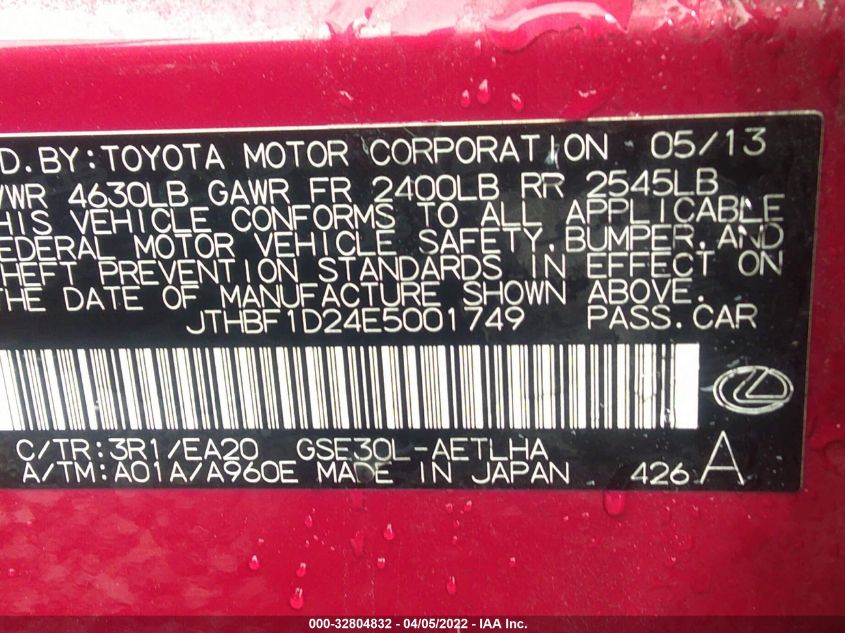 D.BY:TOYOTA MOTOR CORPORATION 05/13
VWR 4630LB GAWR FR 2400LB RR 2545LB
HIS VEHICLE CONFORMS TO ALL APPLICABLE
EDERAL MOTOR VEHICLE SAFETY,BUMPER,AND
HEFT PREVENTION STANDARDS IN EFFECT ON
THE DATE OF MANUFACTURE SHOWN ABOVE.
JTHBF1D24E5001749 PASS.CAR
C/TR:3R1/EA20 GSE30L-AETLHA
A/TM:A01A/A960E MADE IN JAPAN 426 A
000-32804832 - 04/05/2022 - IAA Inc.